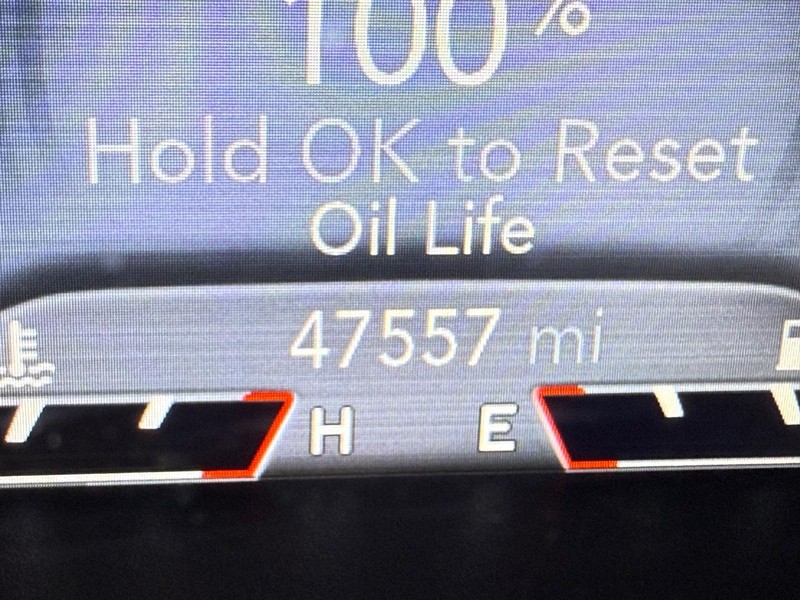 100%
Hold OK to Reset
Oil Life
47557 mi
H E